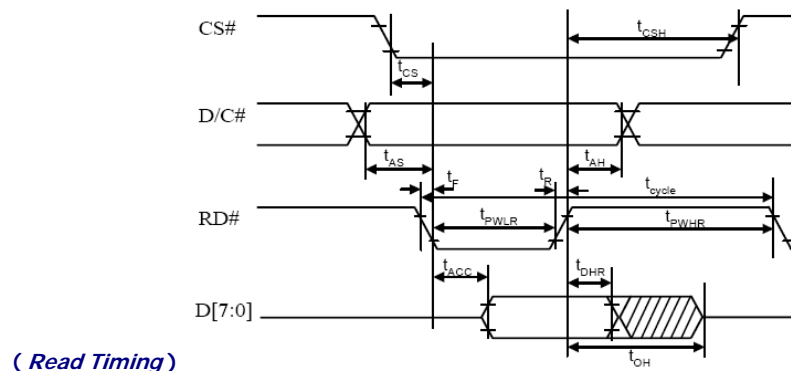 CS#
tCSH
tCS
D/C#
tAS
tAH
tF
tR
tcycle
RD#
tPWLR
tPWHR
tACC
tDHR
D[7:0]
tOH
( Read Timing)